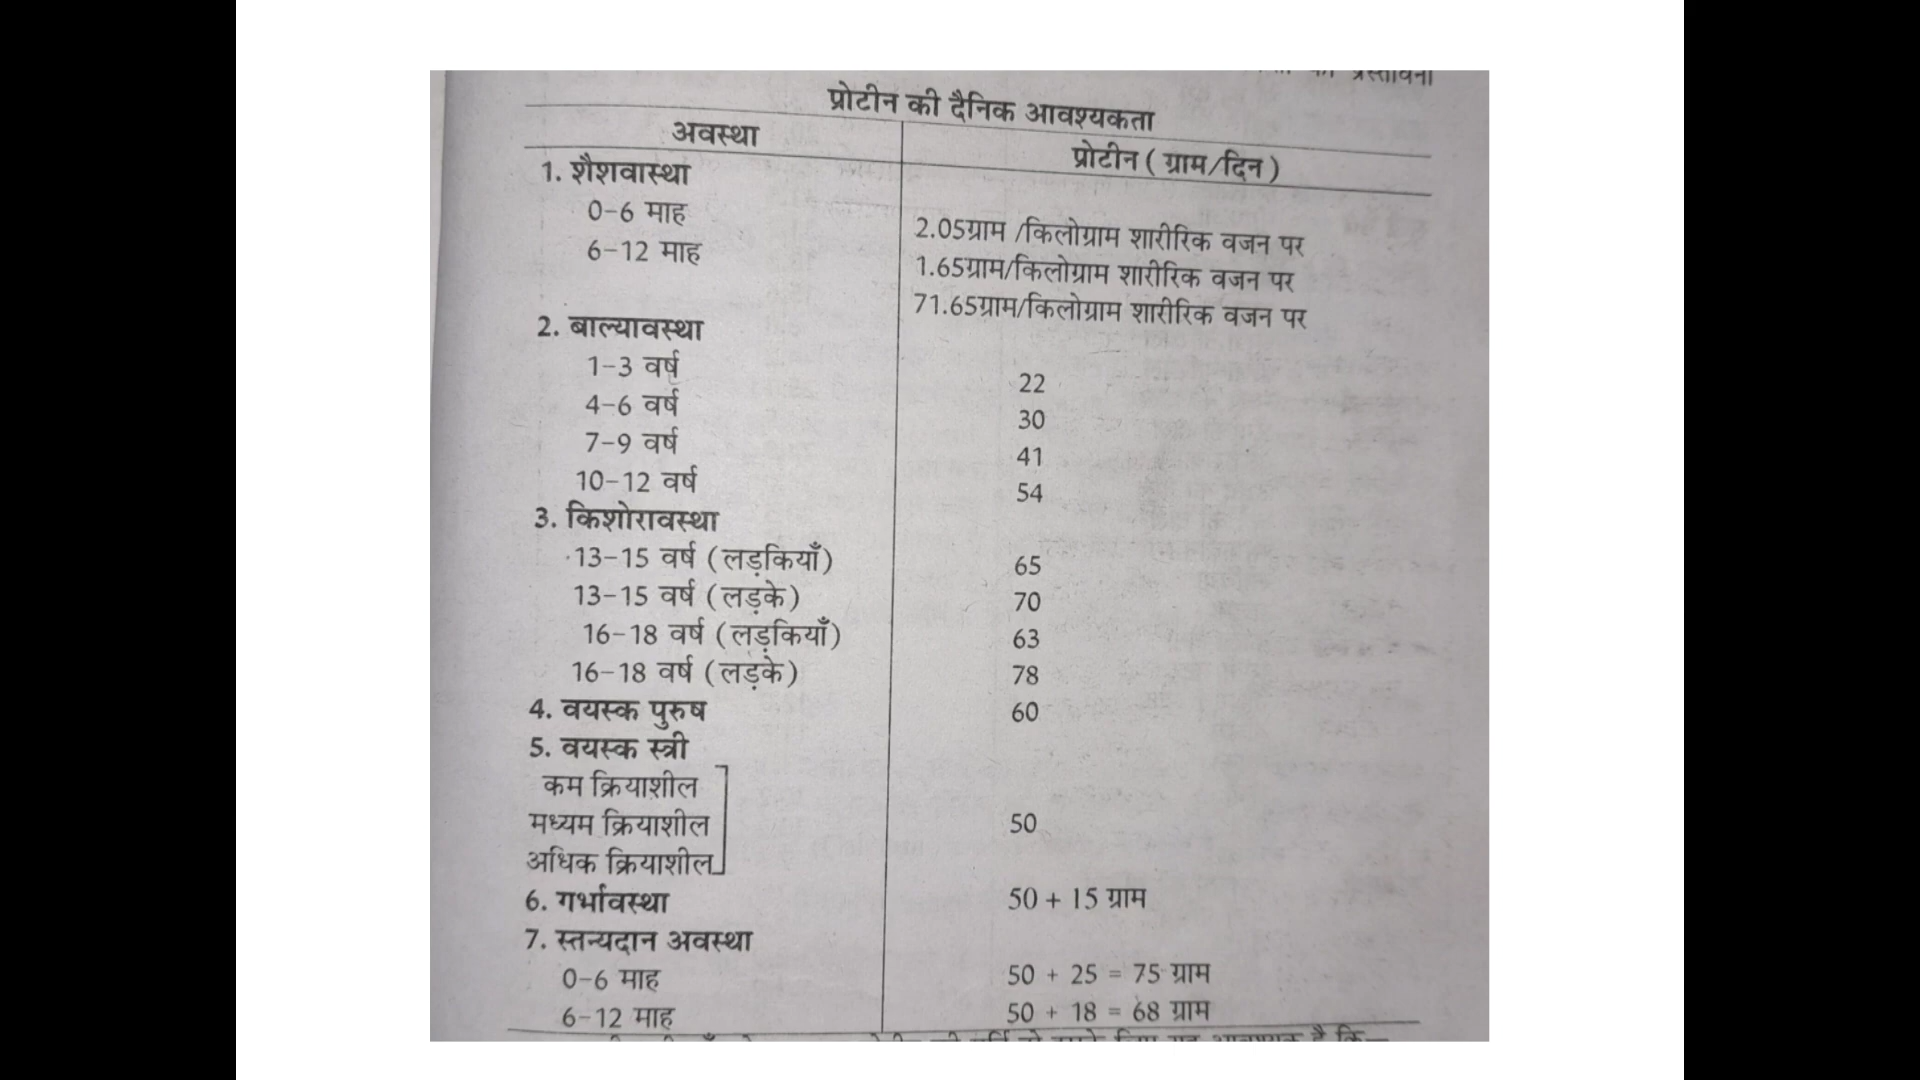 प्रस्तावना
प्रोटीन की दैनिक आवश्यकता
अवस्था प्रोटीन ( ग्राम/दिन )
1. शैशवास्था
0-6 माह 2.05ग्राम /किलोग्राम शारीरिक वजन पर
6-12 माह 1.65ग्राम/किलोग्राम शारीरिक वजन पर
71.65ग्राम/किलोग्राम शारीरिक वजन पर
2. बाल्यावस्था
1-3 वर्ष 22
4-6 वर्ष 30
7-9 वर्ष 41
10-12 वर्ष 54
3. किशोरावस्था
13-15 वर्ष (लड़कियाँ) 65
13-15 वर्ष (लड़के) 70
16-18 वर्ष (लड़कियाँ) 63
16-18 वर्ष (लड़के) 78
4. वयस्क पुरुष 60
5. वयस्क स्त्री
कम क्रियाशील
मध्यम क्रियाशील 50
अधिक क्रियाशील
6. गर्भावस्था 50 + 15 ग्राम
7. स्तन्यदान अवस्था
0-6 माह 50 + 25 = 75 ग्राम
6-12 माह 50 + 18 = 68 ग्राम